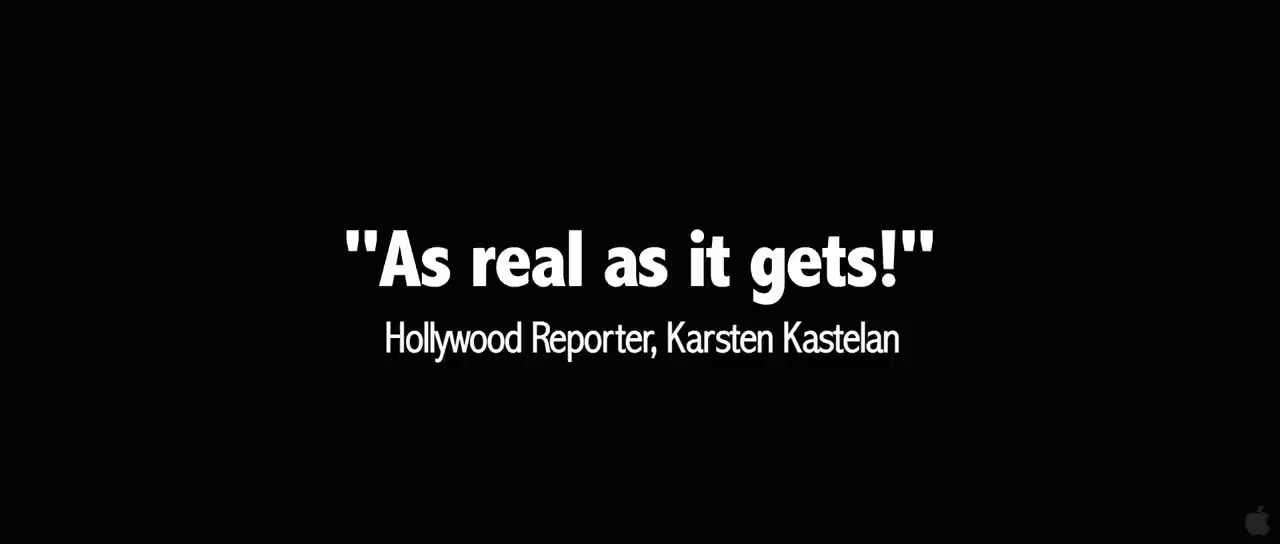 "As real as it gets!"
Hollywood Reporter, Karsten Kastelan